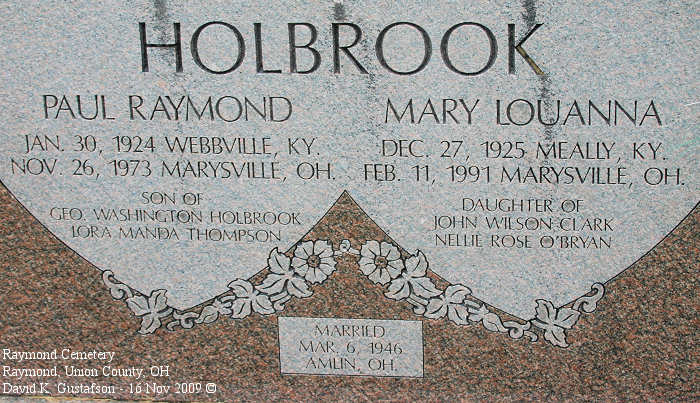 HOLBROOK
PAUL RAYMOND
JAN. 30, 1924 WEBBVILLE, KY.
NOV. 26, 1973 MARYSVILLE, OH.
SON OF
GEO. WASHINGTON HOLBROOK
LORA MANDA THOMPSON
MARY LOUANNA
DEC. 27, 1925 MEALLY, KY.
FEB. 11, 1991 MARYSVILLE, OH.
DAUGHTER OF
JOHN WILSON CLARK
NELLIE ROSE O'BRYAN
MARRIED
MAR. 6, 1946
AMLIN, OH.
Raymond Cemetery
Raymond, Union County, OH
David K. Gustafson - 16 Nov 2009 ©